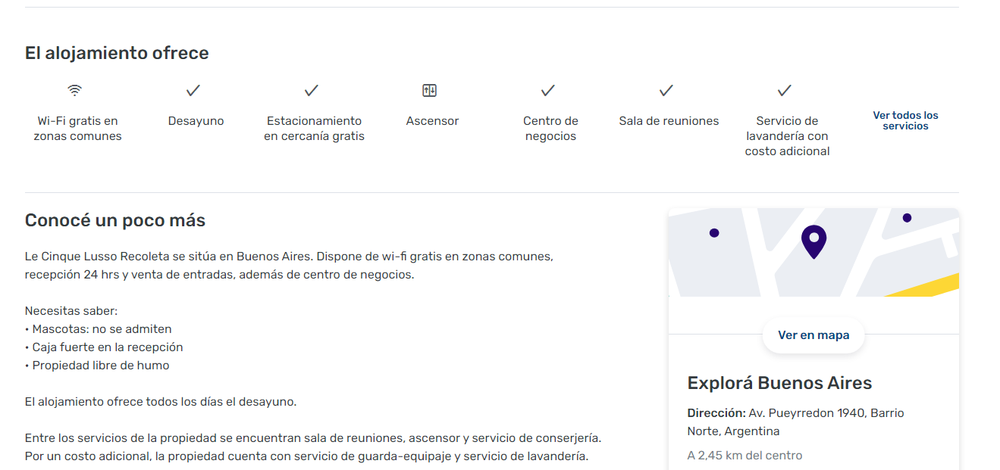 El alojamiento ofrece
Wi-Fi gratis en
zonas comunes
Desayuno
Estacionamiento
en cercanía gratis
Ascensor
Centro de
negocios
Sala de reuniones
Servicio de
lavandería con
costo adicional
Ver todos los
servicios
Conocé un poco más
Le Cinque Lusso Recoleta se sitúa en Buenos Aires. Dispone de wi-fi gratis en zonas comunes,
recepción 24 hrs y venta de entradas, además de centro de negocios.
Necesitas saber:
• Mascotas: no se admiten
• Caja fuerte en la recepción
• Propiedad libre de humo
El alojamiento ofrece todos los días el desayuno.
Entre los servicios de la propiedad se encuentran sala de reuniones, ascensor y servicio de conserjería.
Por un costo adicional, la propiedad cuenta con servicio de guarda-equipaje y servicio de lavandería.
Ver en mapa
Explorá Buenos Aires
Dirección: Av. Pueyrredon 1940, Barrio
Norte, Argentina
A 2,45 km del centro